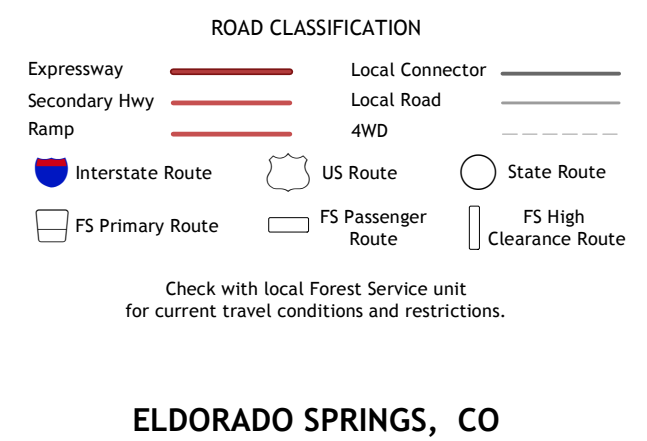 ROAD CLASSIFICATION
Expressway
Local Connector
Secondary Hwy
Local Road
Ramp
4WD
Interstate Route
US Route
State Route
FS Primary Route
FS Passenger
Route
FS High
Clearance Route
Check with local Forest Service unit
for current travel conditions and restrictions.
ELDORADO SPRINGS, CO